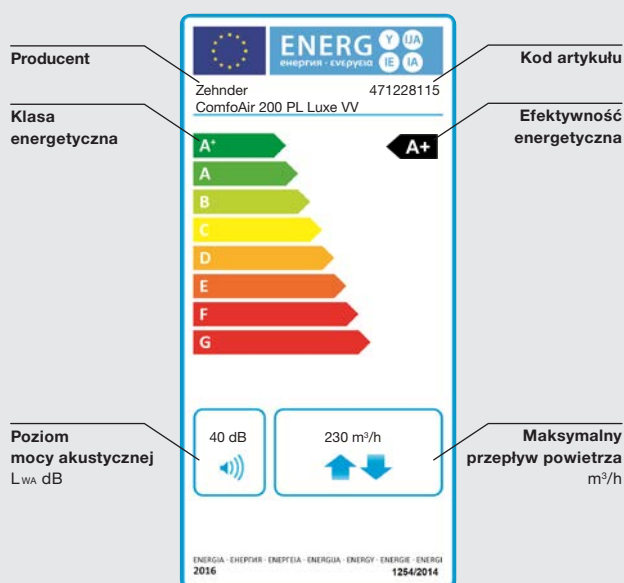 ENERG
енергия · ενεργεια
Y IJA
IE IA
Producent
Kod artykułu
Zehnder 471228115
ComfoAir 200 PL Luxe VV
Klasa
energetyczna
Efektywność
energetyczna
A+ A+
A
B
C
D
E
F
G
40 dB 230 m³/h
Poziom
mocy akustycznej
LWA dB
Maksymalny
przepływ powietrza
m³/h
ENERGIA · ЕНЕРГИЯ · ΕΝΕΡΓΕΙΑ · ENERGIJA · ENERGY · ENERGIE · ENERGI
2016 1254/2014